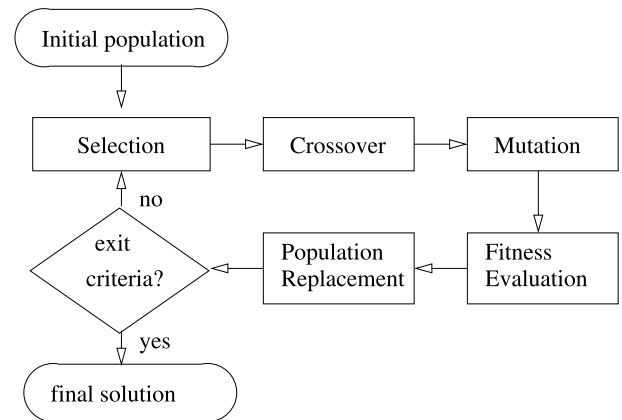 Initial population
Selection
Crossover
Mutation
no
exit
criteria?
Population
Replacement
Fitness
Evaluation
yes
final solution